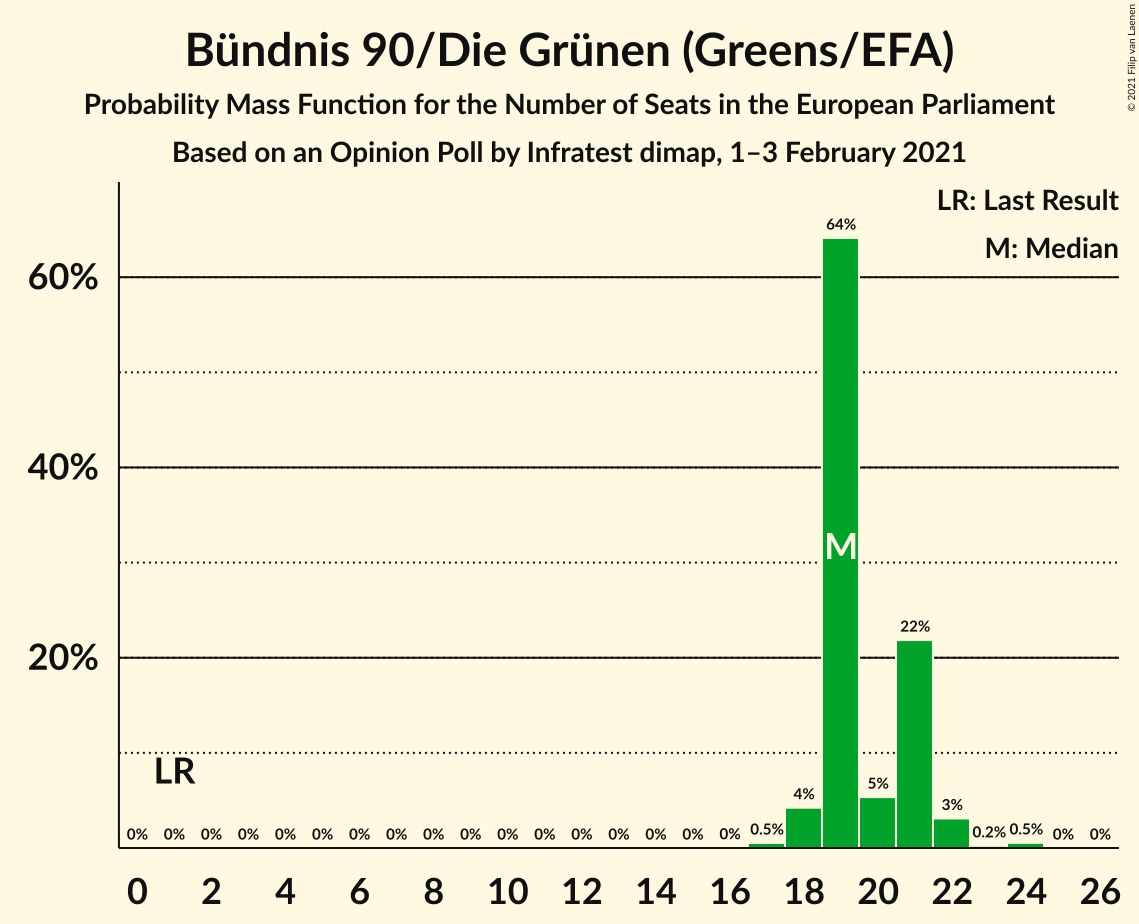 Bündnis 90/Die Grünen (Greens/EFA)
Probability Mass Function for the Number of Seats in the European Parliament
Based on an Opinion Poll by Infratest dimap, 1–3 February 2021
© 2021 Filip van Laenen
LR: Last Result
M: Median
64%
60%
40%
M
22%
20%
LR
0% 0% 0% 0% 0% 0% 0% 0% 0% 0% 0% 0% 0% 0% 0% 0% 0% 0.5% 4% 5% 3% 0.2% 0.5% 0% 0%
0 2 4 6 8 10 12 14 16 18 20 22 24 26